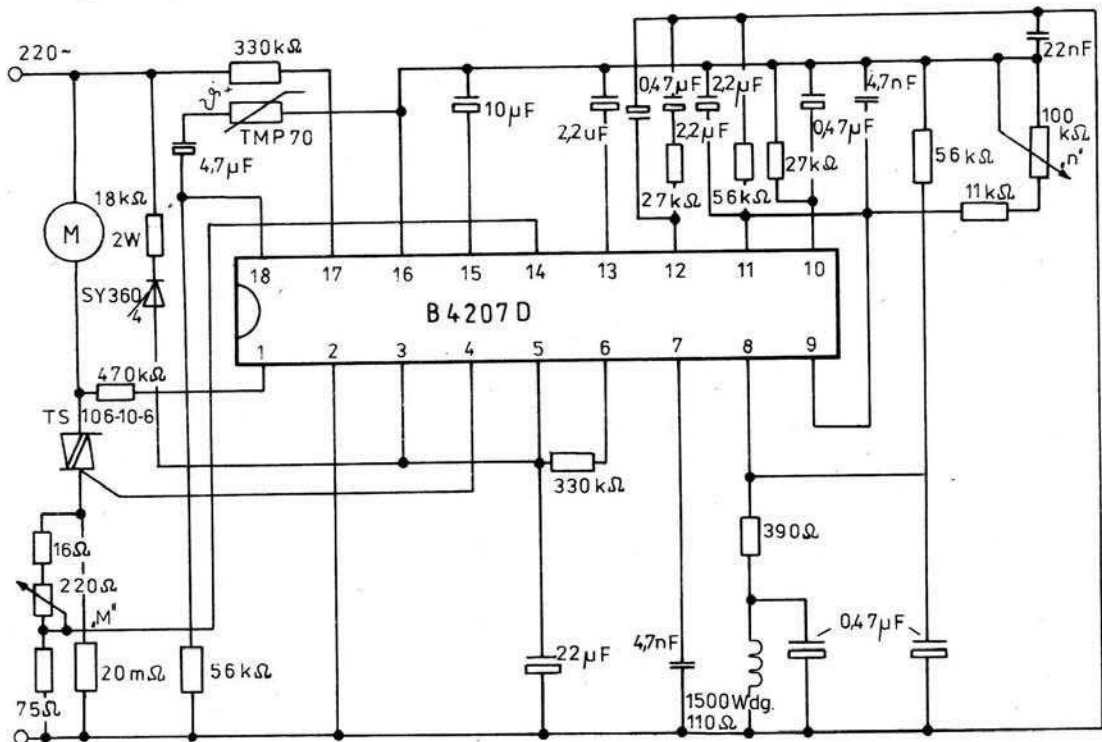 220~
330kΩ
ϑ+
TMP70
4,7µF
10µF
2,2uF
0,47µF
2,2µF
2,2µF
0,47µF
4,7nF
22nF
100
kΩ
„n“
56kΩ
27kΩ
56kΩ
27kΩ
11kΩ
18kΩ
2W
M
SY360
4
18 17 16 15 14 13 12 11 10
B4207D
1 2 3 4 5 6 7 8 9
470kΩ
TS 106-10-6
330kΩ
390Ω
16Ω
220Ω
„M“
0,47µF
20mΩ
56kΩ
22µF
4,7nF
1500Wdg.
110Ω
75Ω